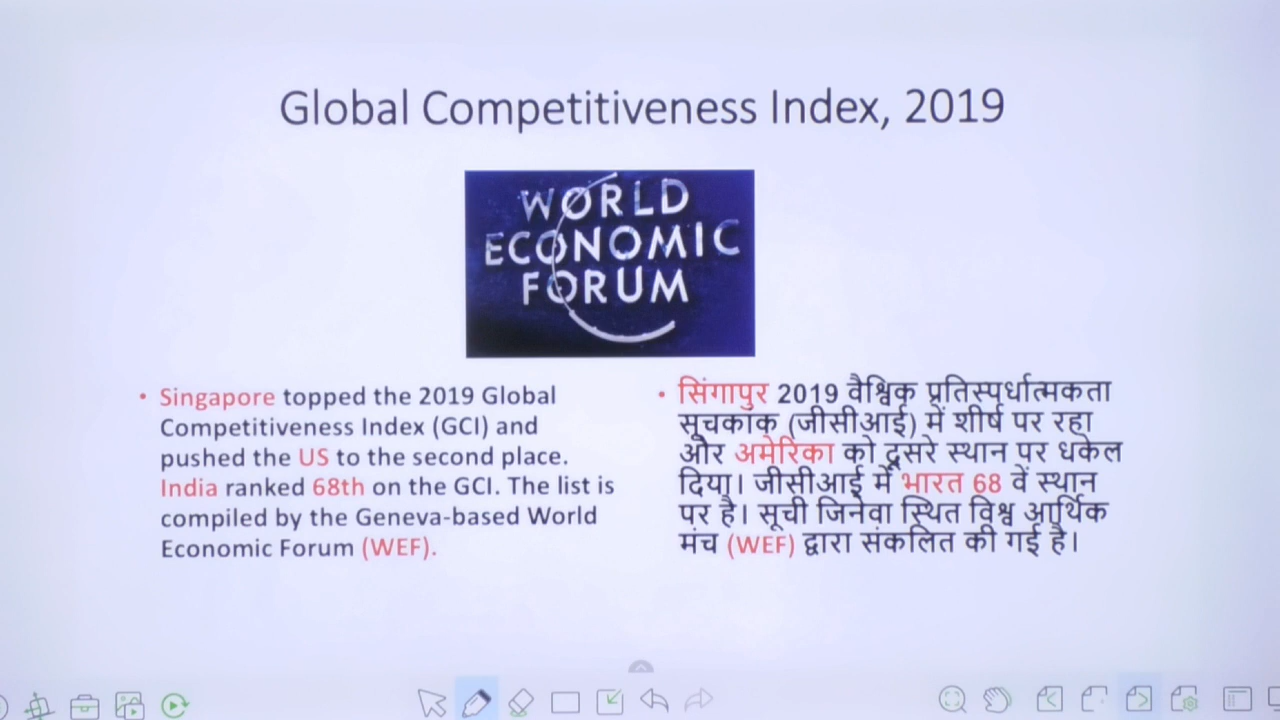 Global Competitiveness Index, 2019
WORLD
ECONOMIC
FORUM
• Singapore topped the 2019 Global
Competitiveness Index (GCI) and
pushed the US to the second place.
India ranked 68th on the GCI. The list is
compiled by the Geneva-based World
Economic Forum (WEF).
• सिंगापुर 2019 वैश्विक प्रतिस्पर्धात्मकता
सूचकांक (जीसीआई) में शीर्ष पर रहा
और अमेरिका को दूसरे स्थान पर धकेल
दिया। जीसीआई में भारत 68 वें स्थान
पर है। सूची जिनेवा स्थित विश्व आर्थिक
मंच (WEF) द्वारा संकलित की गई है।